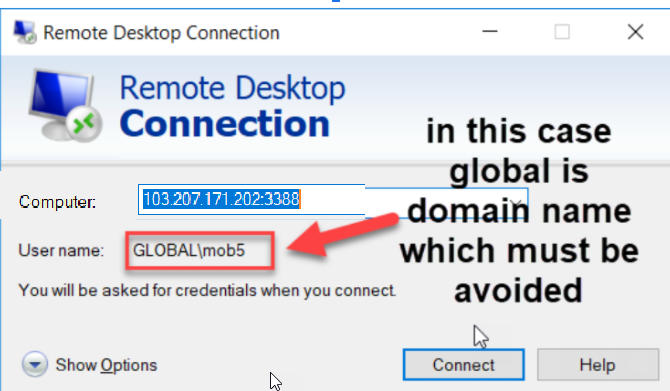 Remote Desktop Connection
Remote Desktop
Connection
in this case
global is
domain name
which must be
avoided
Computer:
103.207.171.202:3388
User name:
GLOBAL\mob5
You will be asked for credentials when you connect.
Show Options
Connect
Help